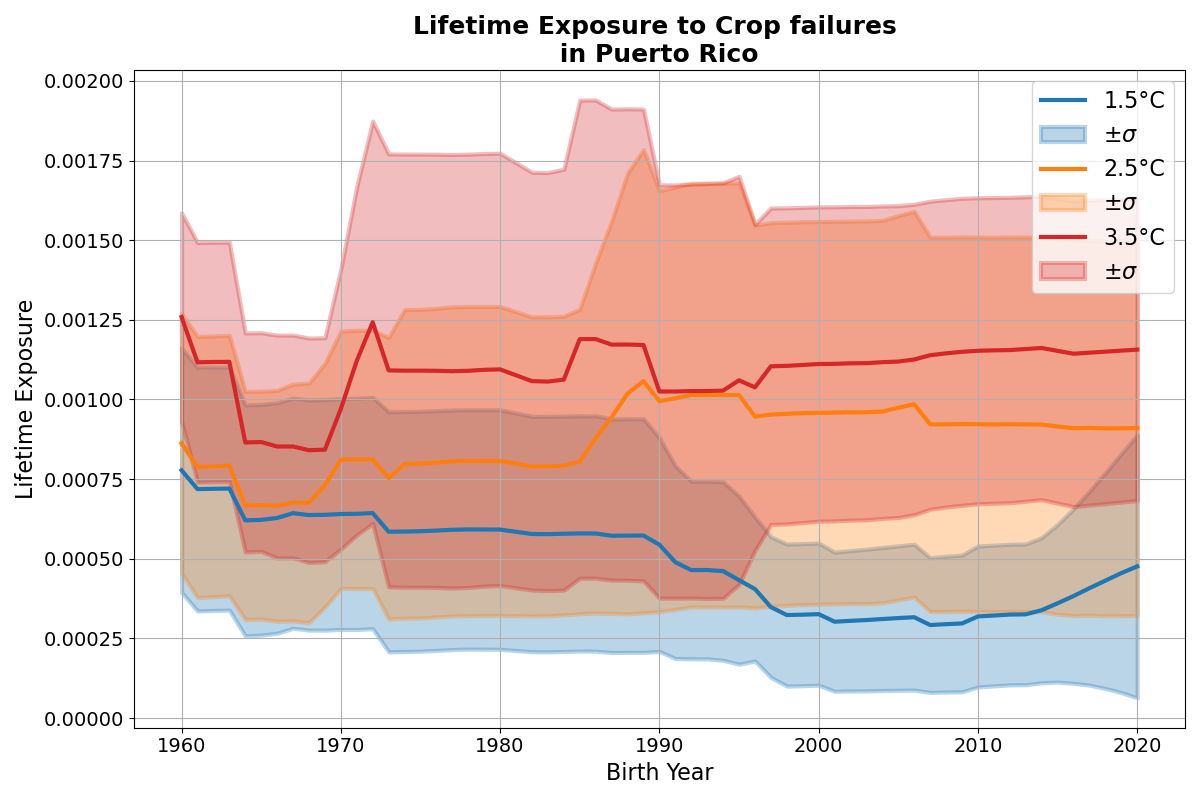 Lifetime Exposure to Crop failures
in Puerto Rico
Lifetime Exposure
0.00200
0.00175
0.00150
0.00125
0.00100
0.00075
0.00050
0.00025
0.00000
1.5°C
±σ
2.5°C
±σ
3.5°C
±σ
1960 1970 1980 1990 2000 2010 2020
Birth Year